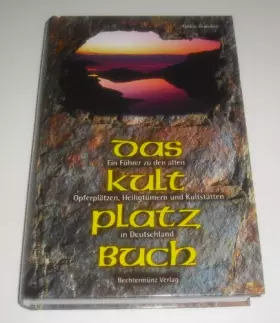 das
Ein Führer zu den alten
kult
Opferplätzen, Heiligtümern und Kultstätten
platz
in Deutschland
Buch
Bechtermünz Verlag